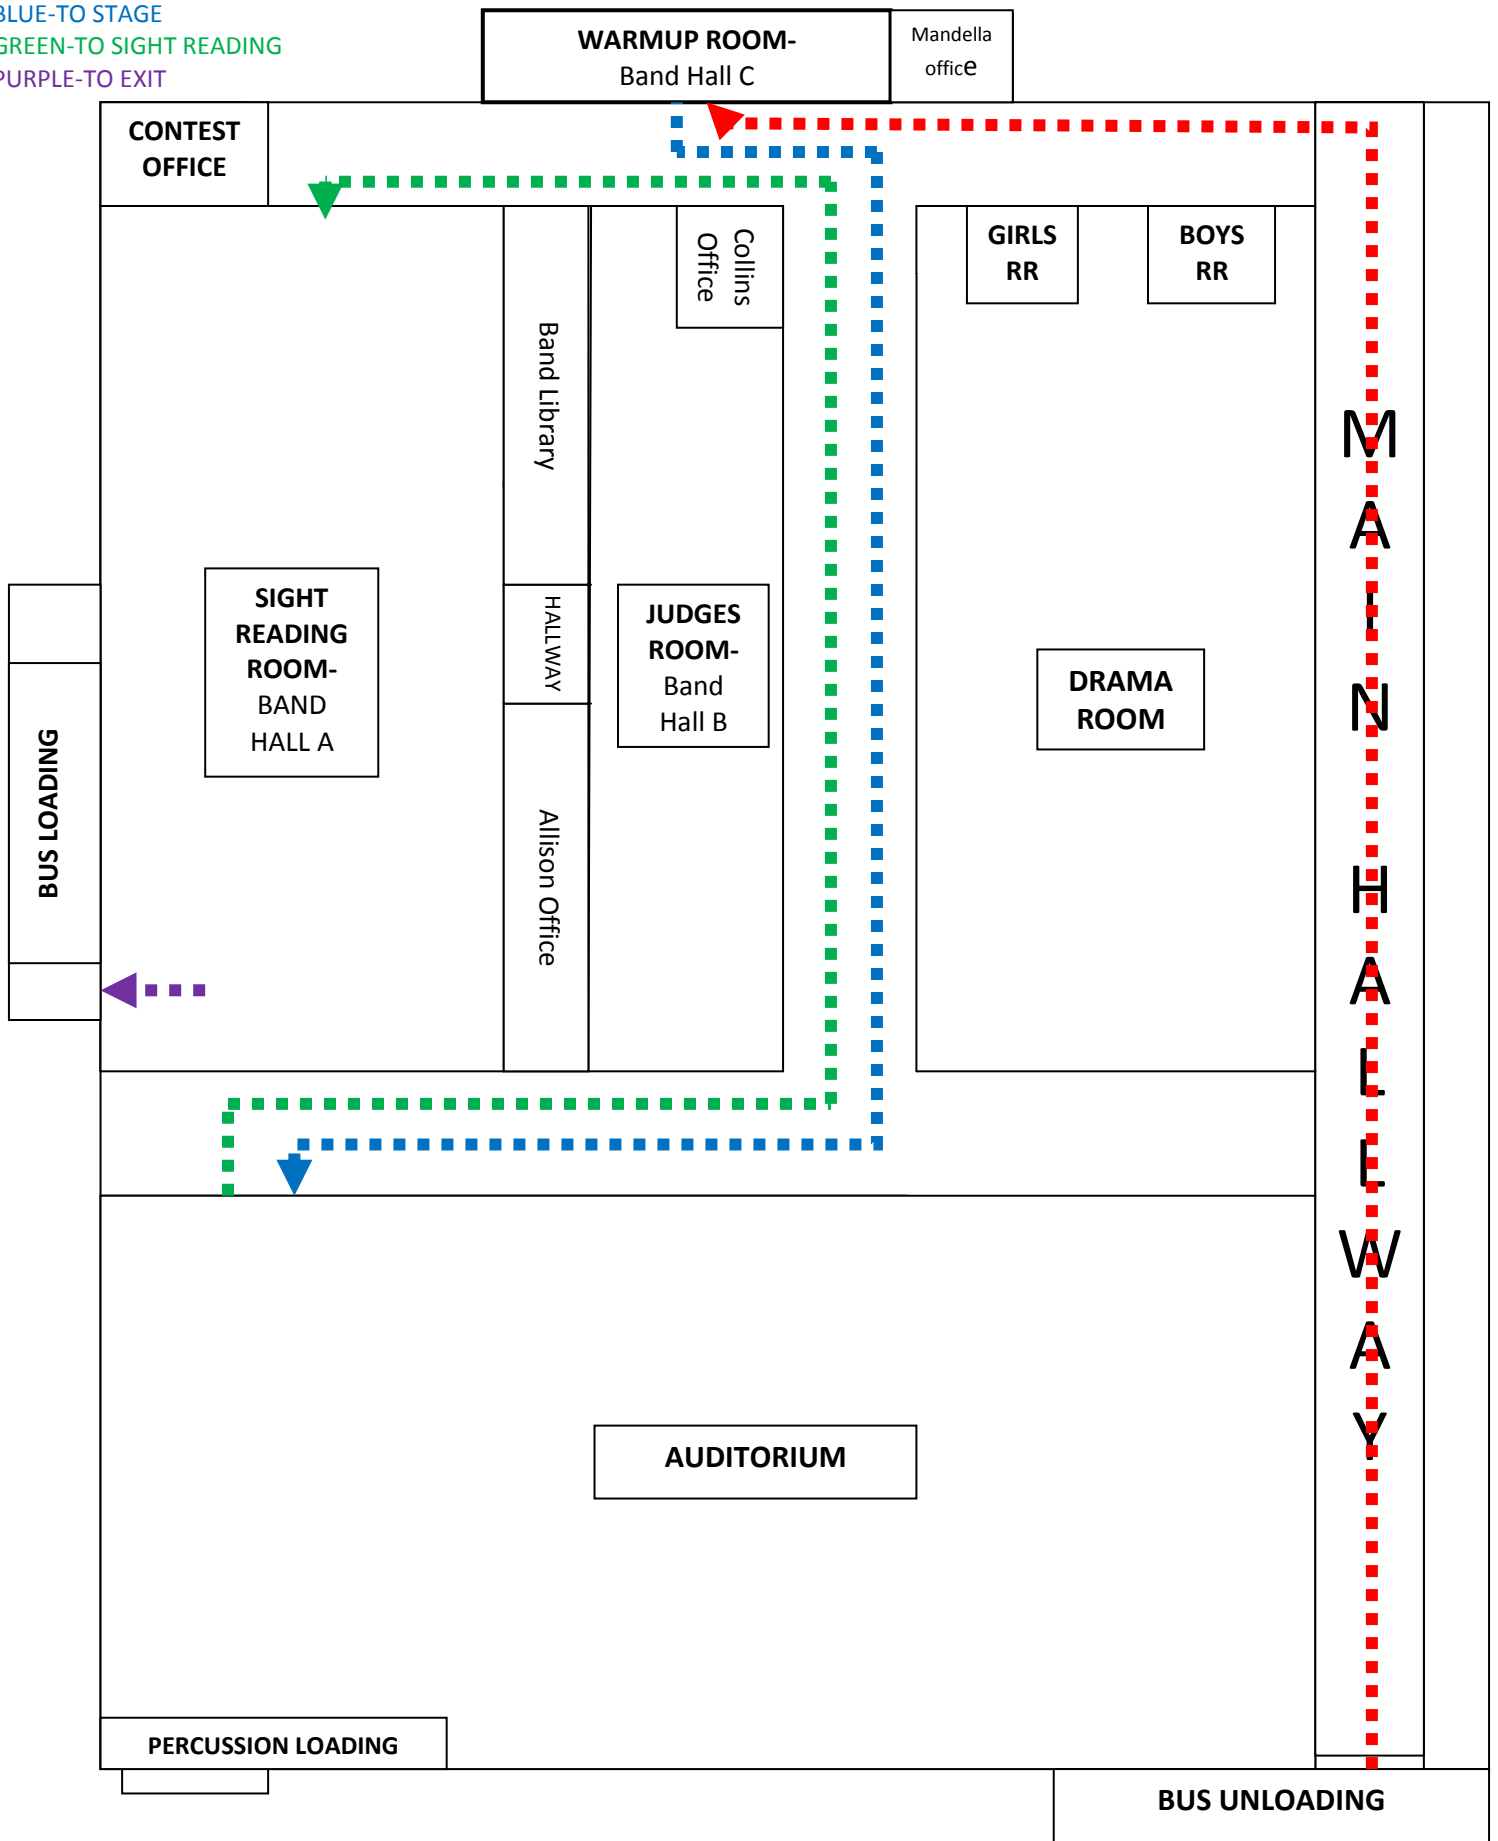 BLUE-TO STAGE
GREEN-TO SIGHT READING
PURPLE-TO EXIT
WARMUP ROOM-
Band Hall C
Mandella
office
CONTEST
OFFICE
Collins
Office
GIRLS
RR
BOYS
RR
Band Library
HALLWAY
Allison Office
SIGHT
READING
ROOM-
BAND
HALL A
JUDGES
ROOM-
Band
Hall B
DRAMA
ROOM
MAIN HALLWAY
BUS LOADING
AUDITORIUM
PERCUSSION LOADING
BUS UNLOADING